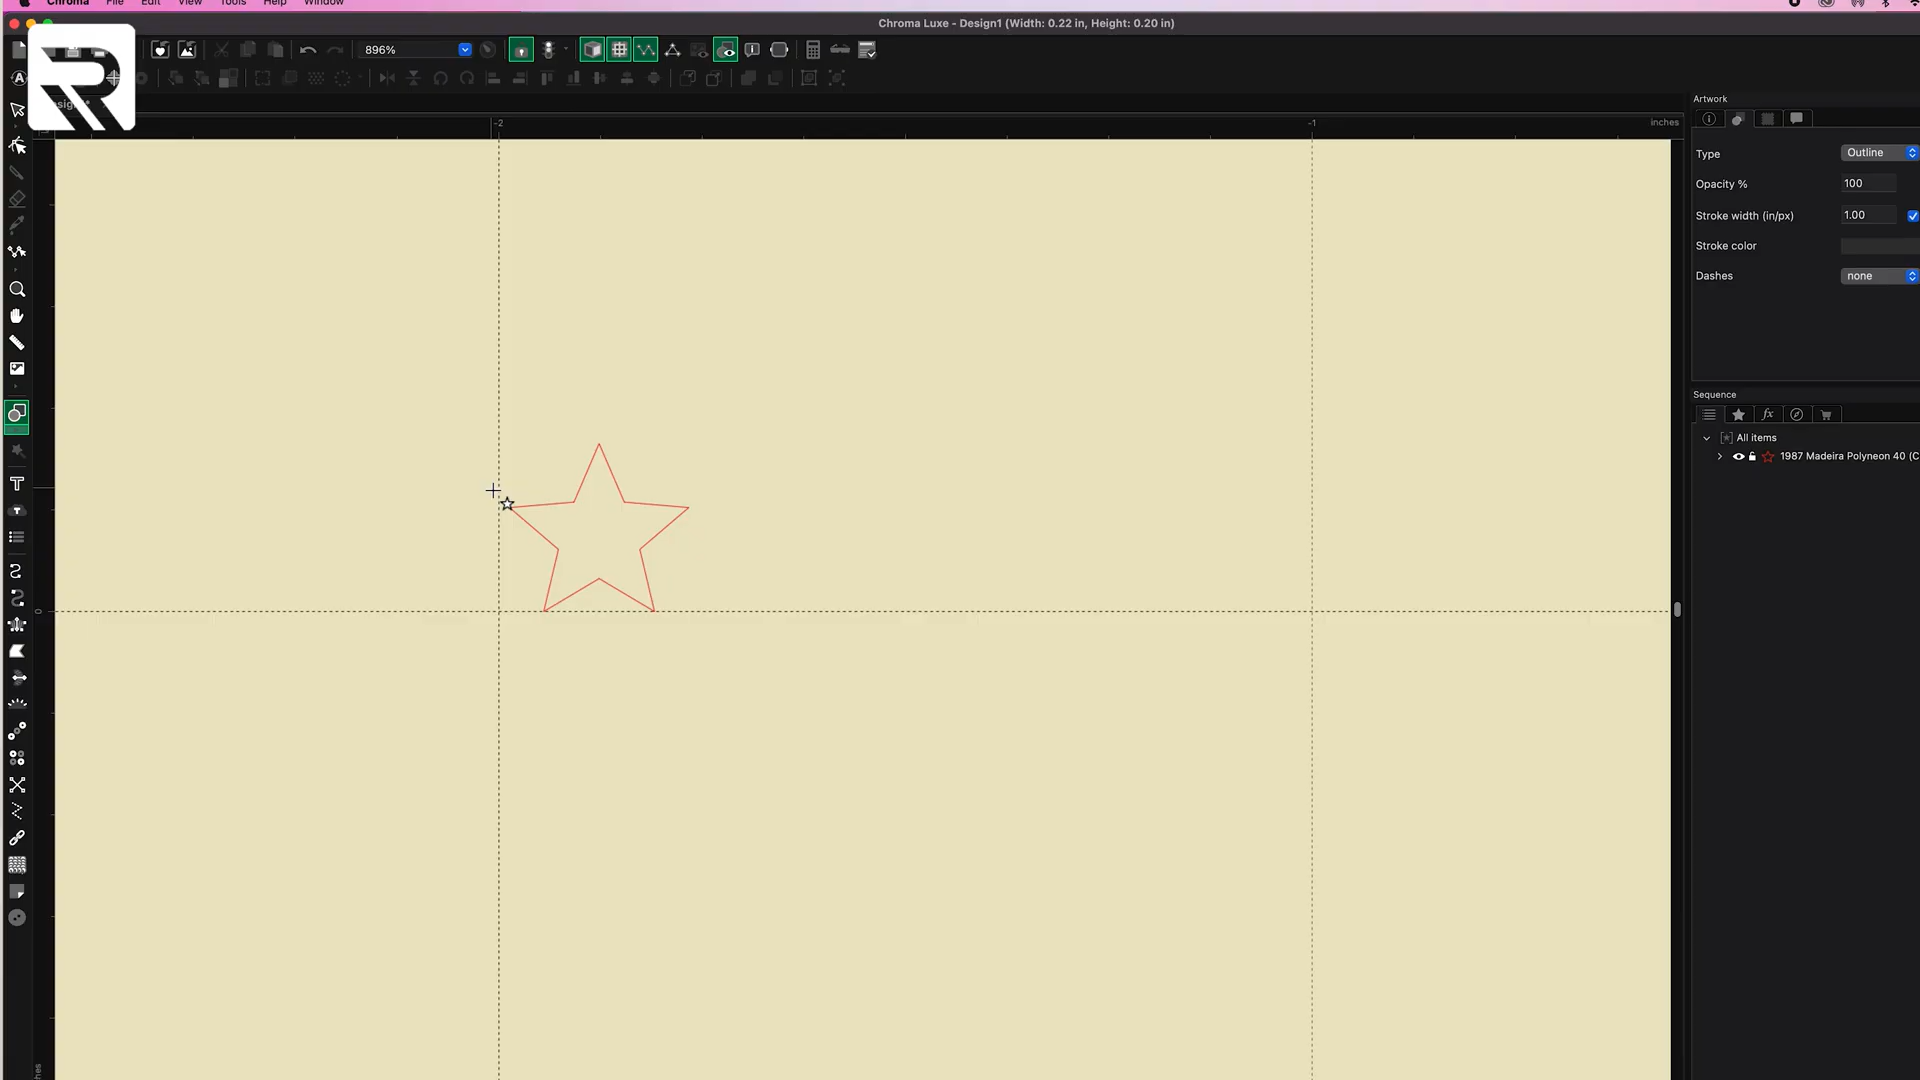 Chroma File Edit View Tools Help Window
Chroma Luxe - Design1 (Width: 0.22 in, Height: 0.20 in)
896%
-2
-1
inches
0
Artwork
Type
Outline
Opacity %
100
Stroke width (in/px)
1.00
Stroke color
Dashes
none
Sequence
All items
1987 Madeira Polyneon 40 (C